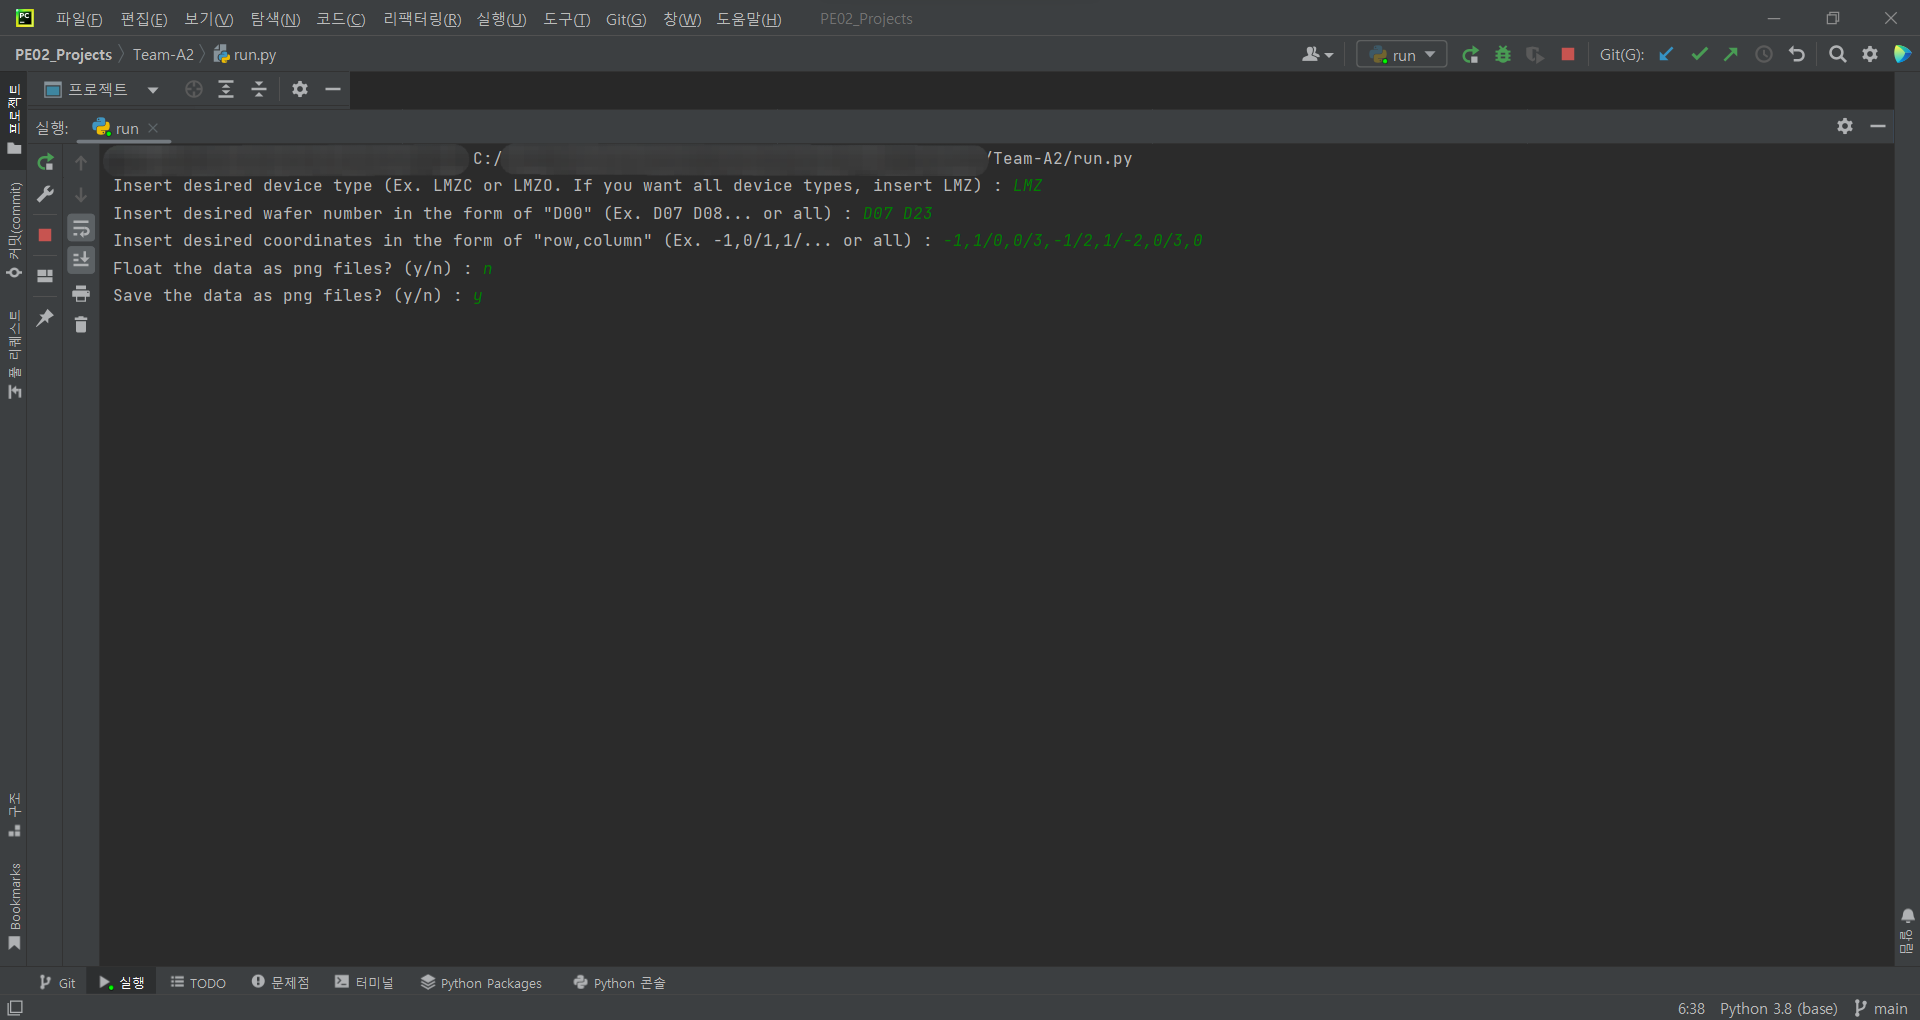 PC 파일(F) 편집(E) 보기(V) 탐색(N) 코드(C) 리팩터링(R) 실행(U) 도구(T) Git(G) 창(W) 도움말(H) PE02_Projects
PE02_Projects Team-A2 run.py run Git(G):
프로젝트
실행: run
C:/ /Team-A2/run.py
Insert desired device type (Ex. LMZC or LMZO. If you want all device types, insert LMZ) : LMZ
Insert desired wafer number in the form of "D00" (Ex. D07 D08... or all) : D07 D23
Insert desired coordinates in the form of "row,column" (Ex. -1,0/1,1/... or all) : -1,1/0,0/3,-1/2,1/-2,0/3,0
Float the data as png files? (y/n) : n
Save the data as png files? (y/n) : y
프로젝트
커밋(commit)
풀 리퀘스트
구조
Bookmarks
알림
Git 실행 TODO 문제점 터미널 Python Packages Python 콘솔
6:38 Python 3.8 (base) main